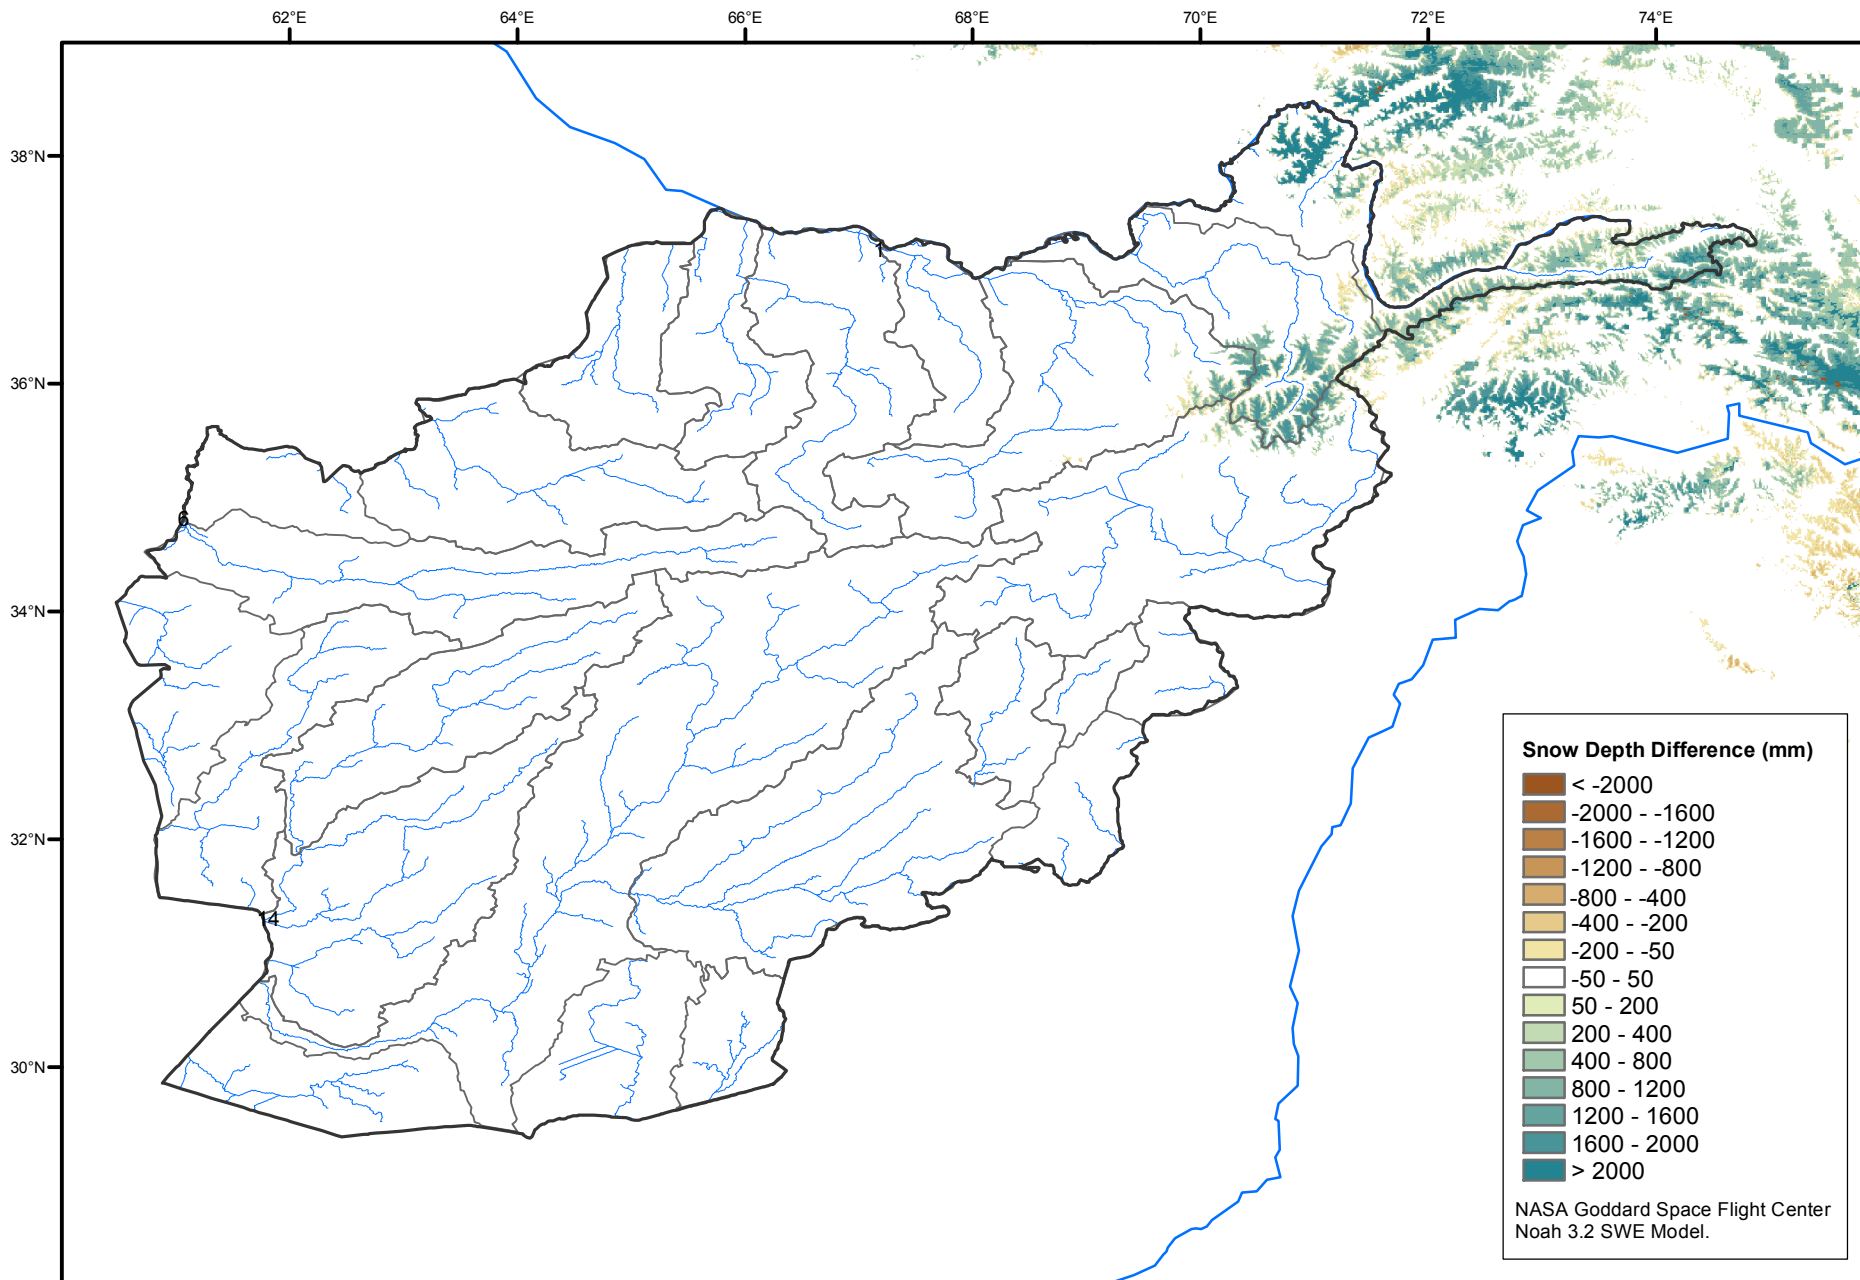 62°E 64°E 66°E 68°E 70°E 72°E 74°E
38°N
1
36°N
6
34°N
32°N
14
30°N
Snow Depth Difference (mm)
< -2000
-2000 - -1600
-1600 - -1200
-1200 - -800
-800 - -400
-400 - -200
-200 - -50
-50 - 50
50 - 200
200 - 400
400 - 800
800 - 1200
1200 - 1600
1600 - 2000
> 2000
NASA Goddard Space Flight Center
Noah 3.2 SWE Model.